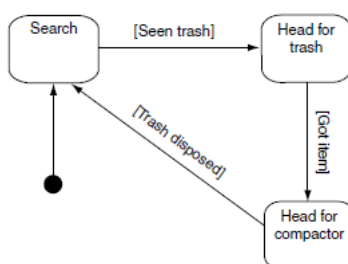 Search
[Seen trash]
Head for
trash
[Trash disposed]
[Got item]
Head for
compactor